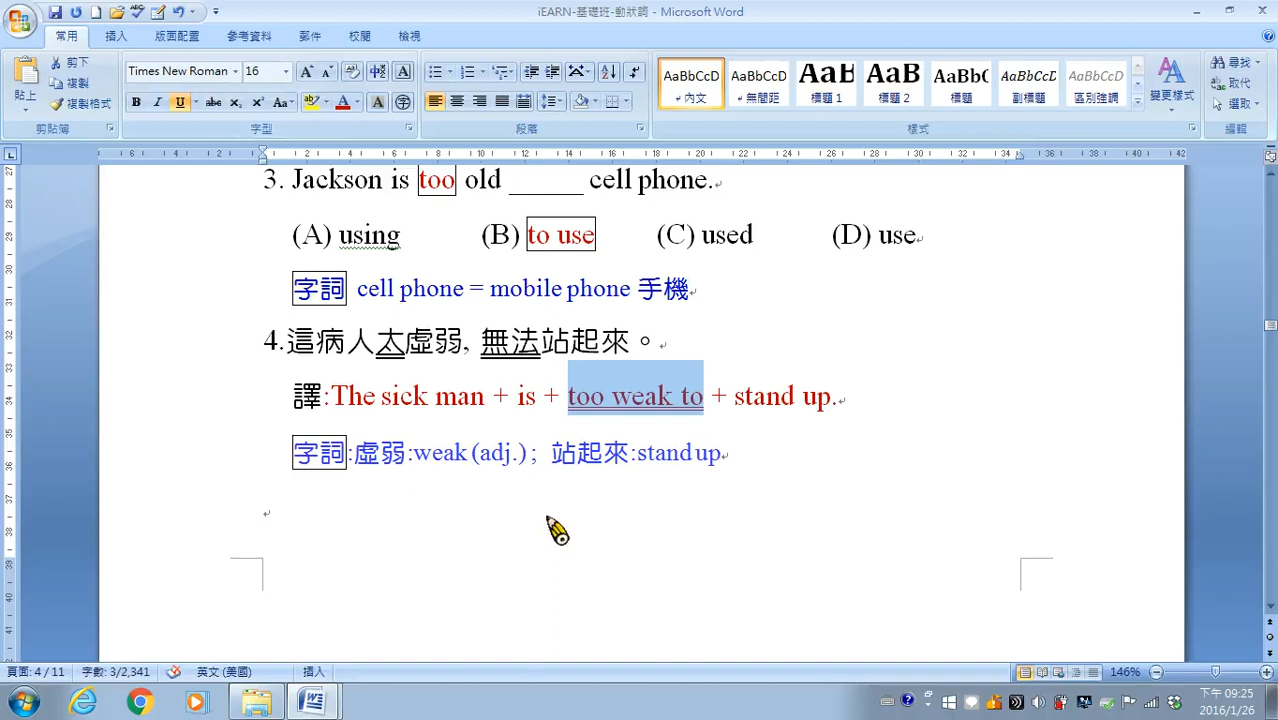 iEARN-基礎班-動狀詞 - Microsoft Word
常用 插入 版面配置 參考資料 郵件 校閱 檢視
貼上 剪下 複製 複製格式 剪貼簿
Times New Roman 16
字型
段落
AaBbCcD AaBbCcD AaBb AaBb AaBbC AaBbCcD AaBbCcD
內文 無間距 標題 1 標題 2 標題 副標題 區別強調
樣式
變更樣式
尋找 取代 選取 編輯
3. Jackson is too old ______ cell phone.
(A) using (B) to use (C) used (D) use
字詞 cell phone = mobile phone 手機
4.這病人太虛弱, 無法站起來。
譯:The sick man + is + too weak to + stand up.
字詞:虛弱:weak (adj.) ; 站起來:stand up
頁面: 4 / 11 字數: 3/2,341 英文 (美國) 插入 146%
下午 09:25
2016/1/26